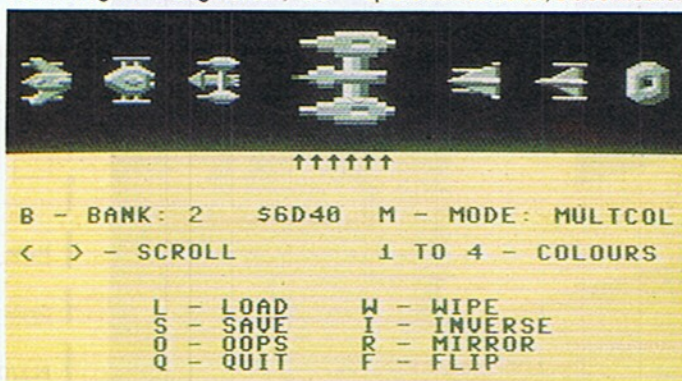 ↑↑↑↑↑↑
B - BANK: 2 $6D40 M - MODE: MULTCOL
< > - SCROLL 1 TO 4 - COLOURS
L - LOAD W - WIPE
S - SAVE I - INVERSE
O - OOPS R - MIRROR
Q - QUIT F - FLIP